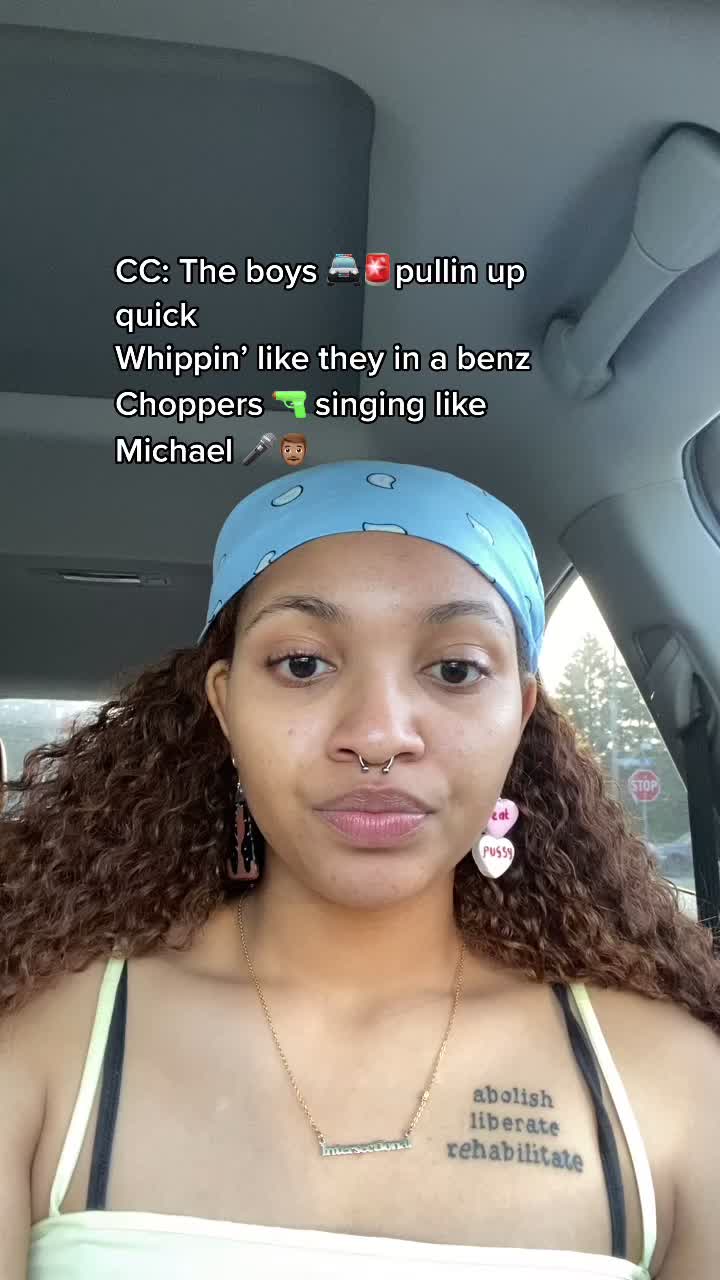 CC: The boys 🚔🚨pullin up
quick
Whippin’ like they in a benz
Choppers 🔫 singing like
Michael 🎤👨🏽
STOP
eat
pussy
Intersectional
abolish
liberate
rehabilitate